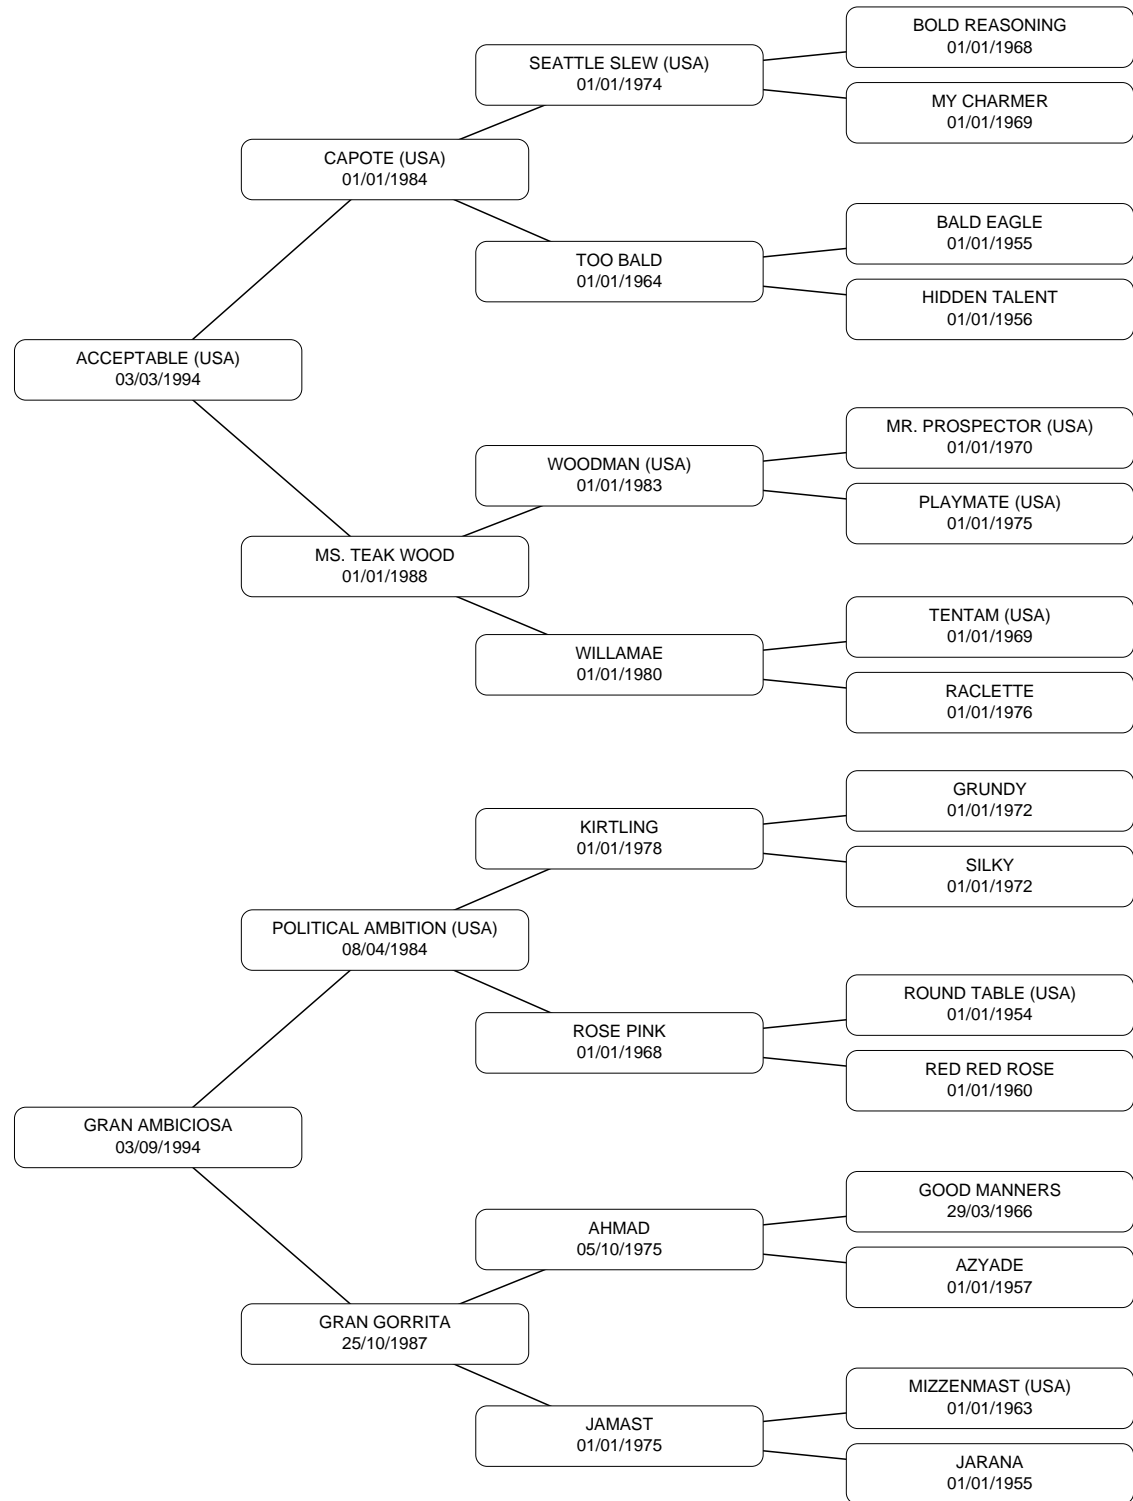 BOLD REASONING
01/01/1968
SEATTLE SLEW (USA)
01/01/1974
MY CHARMER
01/01/1969
CAPOTE (USA)
01/01/1984
BALD EAGLE
01/01/1955
TOO BALD
01/01/1964
HIDDEN TALENT
01/01/1956
ACCEPTABLE (USA)
03/03/1994
MR. PROSPECTOR (USA)
01/01/1970
WOODMAN (USA)
01/01/1983
PLAYMATE (USA)
01/01/1975
MS. TEAK WOOD
01/01/1988
TENTAM (USA)
01/01/1969
WILLAMAE
01/01/1980
RACLETTE
01/01/1976
GRUNDY
01/01/1972
KIRTLING
01/01/1978
SILKY
01/01/1972
POLITICAL AMBITION (USA)
08/04/1984
ROUND TABLE (USA)
01/01/1954
ROSE PINK
01/01/1968
RED RED ROSE
01/01/1960
GRAN AMBICIOSA
03/09/1994
GOOD MANNERS
29/03/1966
AHMAD
05/10/1975
AZYADE
01/01/1957
GRAN GORRITA
25/10/1987
MIZZENMAST (USA)
01/01/1963
JAMAST
01/01/1975
JARANA
01/01/1955